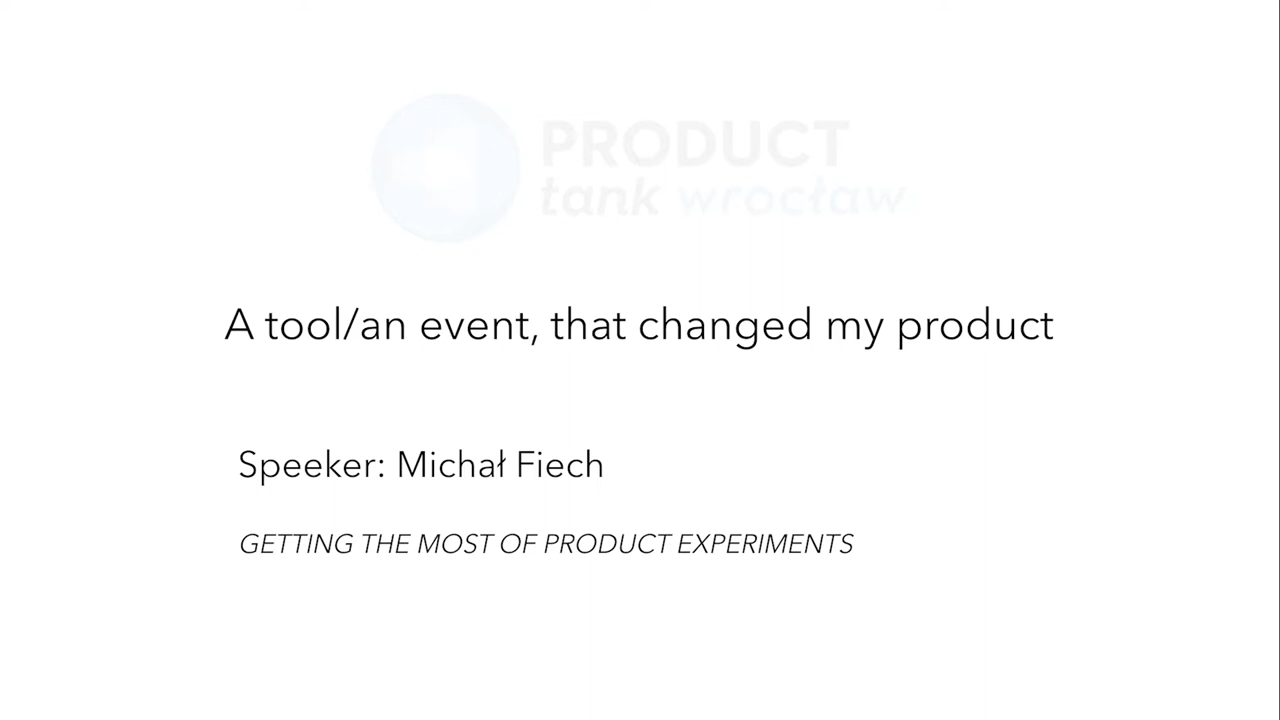 PRODUCT
tank wrocław
A tool/an event, that changed my product
Speeker: Michał Fiech
GETTING THE MOST OF PRODUCT EXPERIMENTS